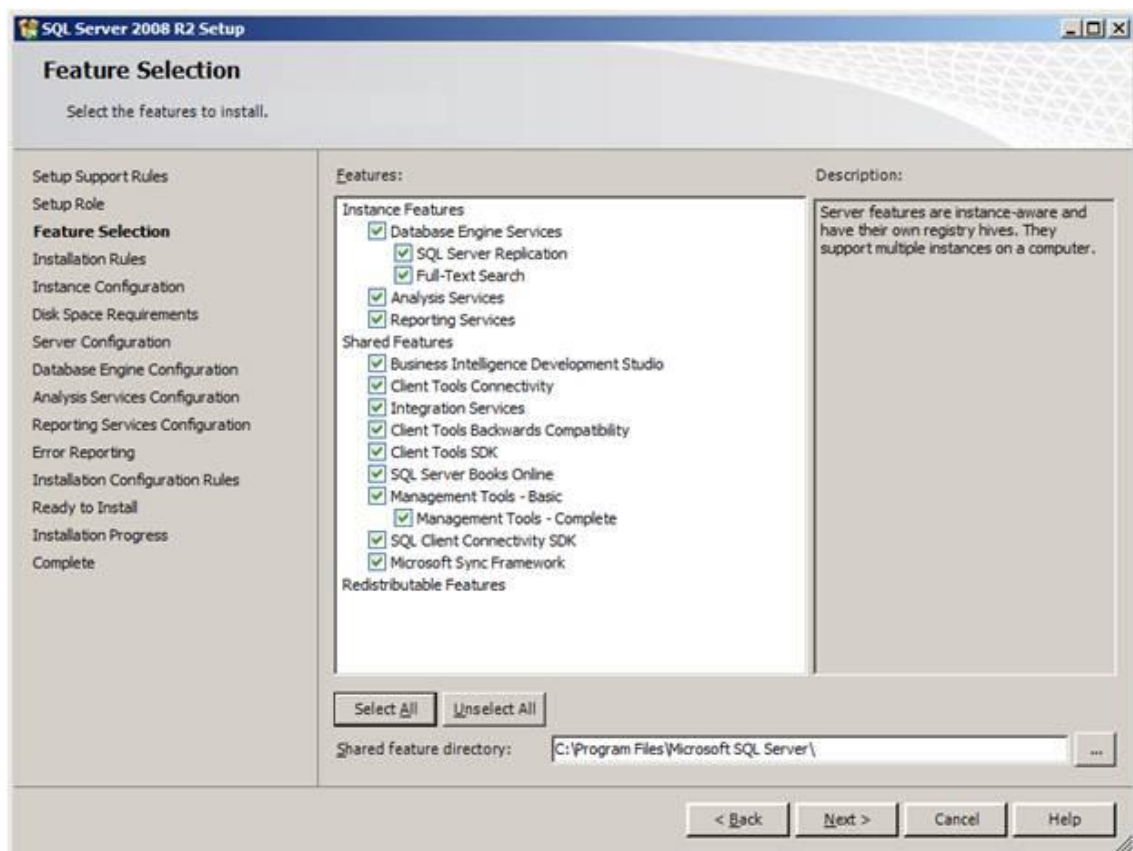 SQL Server 2008 R2 Setup
Feature Selection
Select the features to install.
Setup Support Rules
Setup Role
Feature Selection
Installation Rules
Instance Configuration
Disk Space Requirements
Server Configuration
Database Engine Configuration
Analysis Services Configuration
Reporting Services Configuration
Error Reporting
Installation Configuration Rules
Ready to Install
Installation Progress
Complete
Features:
Instance Features
Database Engine Services
SQL Server Replication
Full-Text Search
Analysis Services
Reporting Services
Shared Features
Business Intelligence Development Studio
Client Tools Connectivity
Integration Services
Client Tools Backwards Compatibility
Client Tools SDK
SQL Server Books Online
Management Tools - Basic
Management Tools - Complete
SQL Client Connectivity SDK
Microsoft Sync Framework
Redistributable Features
Description:
Server features are instance-aware and
have their own registry hives. They
support multiple instances on a computer.
Select All
Unselect All
Shared feature directory:
C:\Program Files\Microsoft SQL Server\
...
< Back
Next >
Cancel
Help